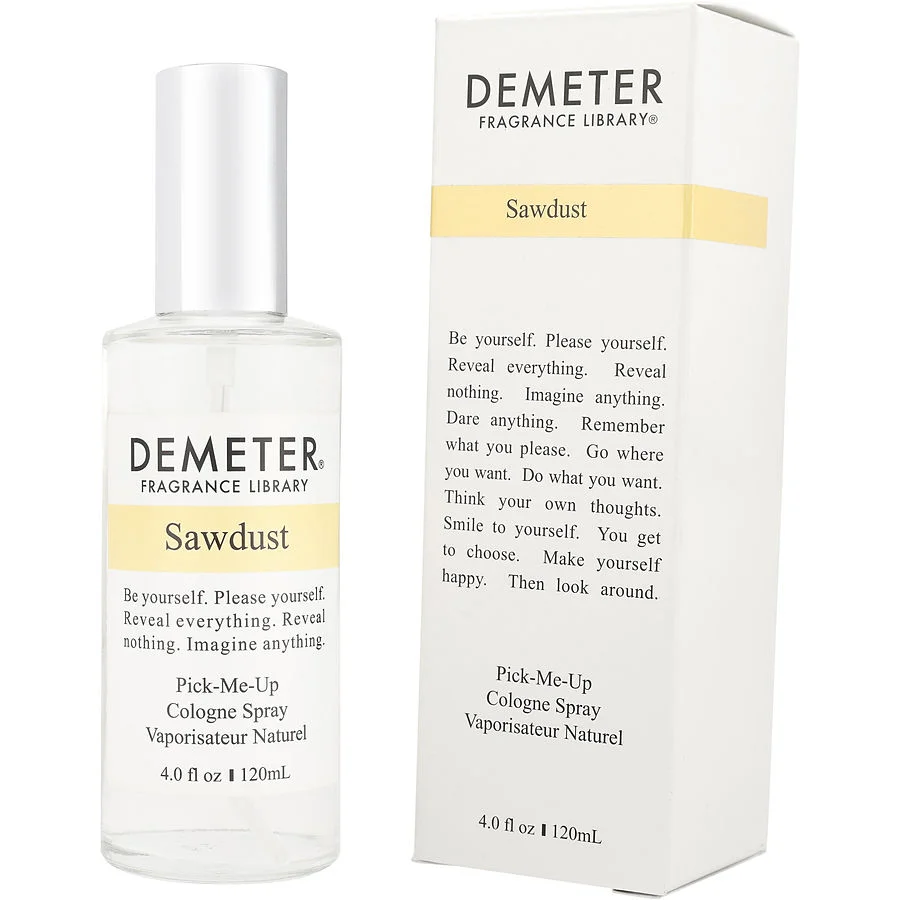 DEMETER®
FRAGRANCE LIBRARY
Sawdust
Be yourself. Please yourself.
Reveal everything. Reveal
nothing. Imagine anything.
Pick-Me-Up
Cologne Spray
Vaporisateur Naturel
4.0 fl oz ▮ 120mL
DEMETER
FRAGRANCE LIBRARY®
Sawdust
Be yourself. Please yourself.
Reveal everything. Reveal
nothing. Imagine anything.
Dare anything. Remember
what you please. Go where
you want. Do what you want.
Think your own thoughts.
Smile to yourself. You get
to choose. Make yourself
happy. Then look around.
Pick-Me-Up
Cologne Spray
Vaporisateur Naturel
4.0 fl oz ▮ 120mL